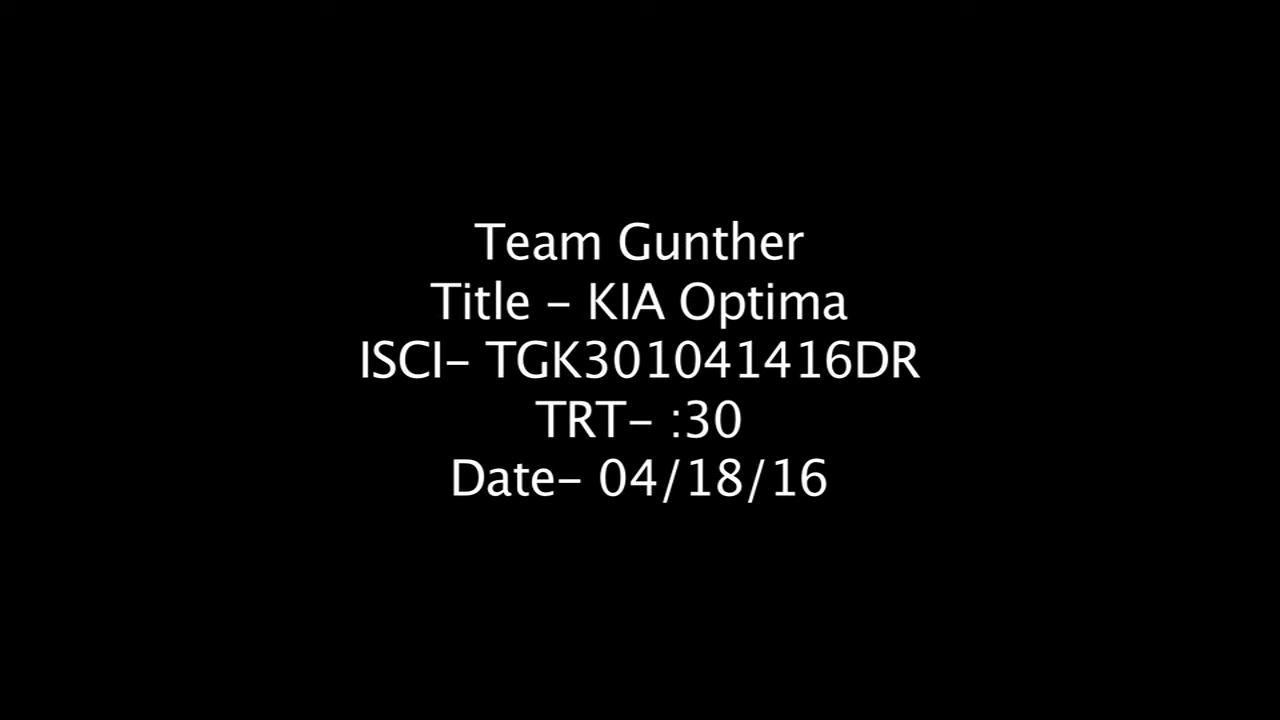 Team Gunther
Title - KIA Optima
ISCI- TGK301041416DR
TRT- :30
Date- 04/18/16